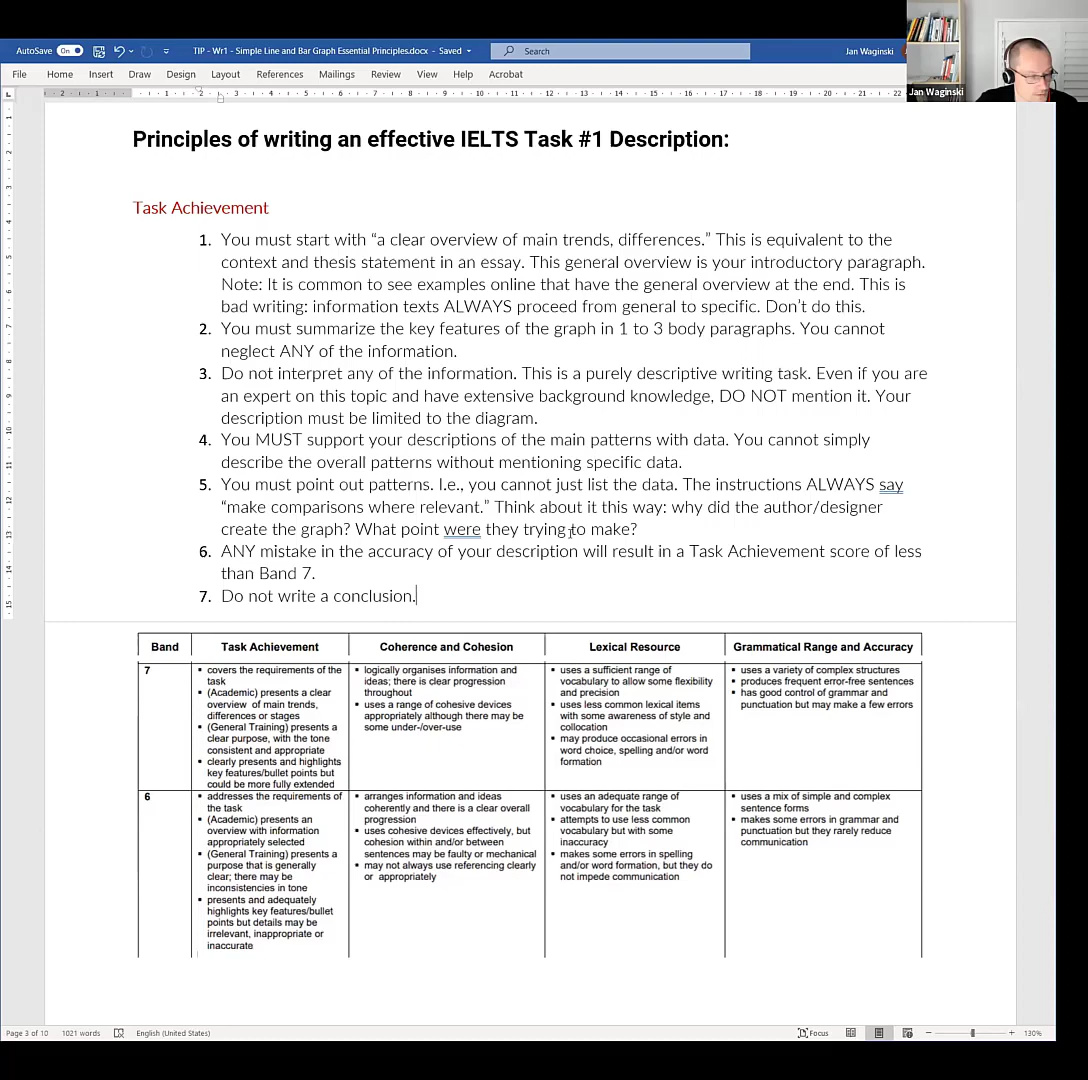 AutoSave On TIP - Wr1 - Simple Line and Bar Graph Essential Principles.docx - Saved Search Jan Waginski
File Home Insert Draw Design Layout References Mailings Review View Help Acrobat
Jan Waginski
2 1 1 2 3 4 5 6 7 8 9 10 11 12 13 14 15 16 17 18 19 20 21 22
Principles of writing an effective IELTS Task #1 Description:
Task Achievement
1. You must start with “a clear overview of main trends, differences.” This is equivalent to the
context and thesis statement in an essay. This general overview is your introductory paragraph.
Note: It is common to see examples online that have the general overview at the end. This is
bad writing: information texts ALWAYS proceed from general to specific. Don’t do this.
2. You must summarize the key features of the graph in 1 to 3 body paragraphs. You cannot
neglect ANY of the information.
3. Do not interpret any of the information. This is a purely descriptive writing task. Even if you are
an expert on this topic and have extensive background knowledge, DO NOT mention it. Your
description must be limited to the diagram.
4. You MUST support your descriptions of the main patterns with data. You cannot simply
describe the overall patterns without mentioning specific data.
5. You must point out patterns. I.e., you cannot just list the data. The instructions ALWAYS say
“make comparisons where relevant.” Think about it this way: why did the author/designer
create the graph? What point were they trying to make?
6. ANY mistake in the accuracy of your description will result in a Task Achievement score of less
than Band 7.
7. Do not write a conclusion.
Band Task Achievement Coherence and Cohesion Lexical Resource Grammatical Range and Accuracy
7
▪ covers the requirements of the
task
▪ (Academic) presents a clear
overview of main trends,
differences or stages
▪ (General Training) presents a
clear purpose, with the tone
consistent and appropriate
▪ clearly presents and highlights
key features/bullet points but
could be more fully extended
▪ logically organises information and
ideas; there is clear progression
throughout
▪ uses a range of cohesive devices
appropriately although there may be
some under-/over-use
▪ uses a sufficient range of
vocabulary to allow some flexibility
and precision
▪ uses less common lexical items
with some awareness of style and
collocation
▪ may produce occasional errors in
word choice, spelling and/or word
formation
▪ uses a variety of complex structures
▪ produces frequent error-free sentences
▪ has good control of grammar and
punctuation but may make a few errors
6
▪ addresses the requirements of
the task
▪ (Academic) presents an
overview with information
appropriately selected
▪ (General Training) presents a
purpose that is generally
clear; there may be
inconsistencies in tone
▪ presents and adequately
highlights key features/bullet
points but details may be
irrelevant, inappropriate or
inaccurate
▪ arranges information and ideas
coherently and there is a clear overall
progression
▪ uses cohesive devices effectively, but
cohesion within and/or between
sentences may be faulty or mechanical
▪ may not always use referencing clearly
or appropriately
▪ uses an adequate range of
vocabulary for the task
▪ attempts to use less common
vocabulary but with some
inaccuracy
▪ makes some errors in spelling
and/or word formation, but they do
not impede communication
▪ uses a mix of simple and complex
sentence forms
▪ makes some errors in grammar and
punctuation but they rarely reduce
communication
Page 3 of 10 1021 words English (United States) Focus 130%